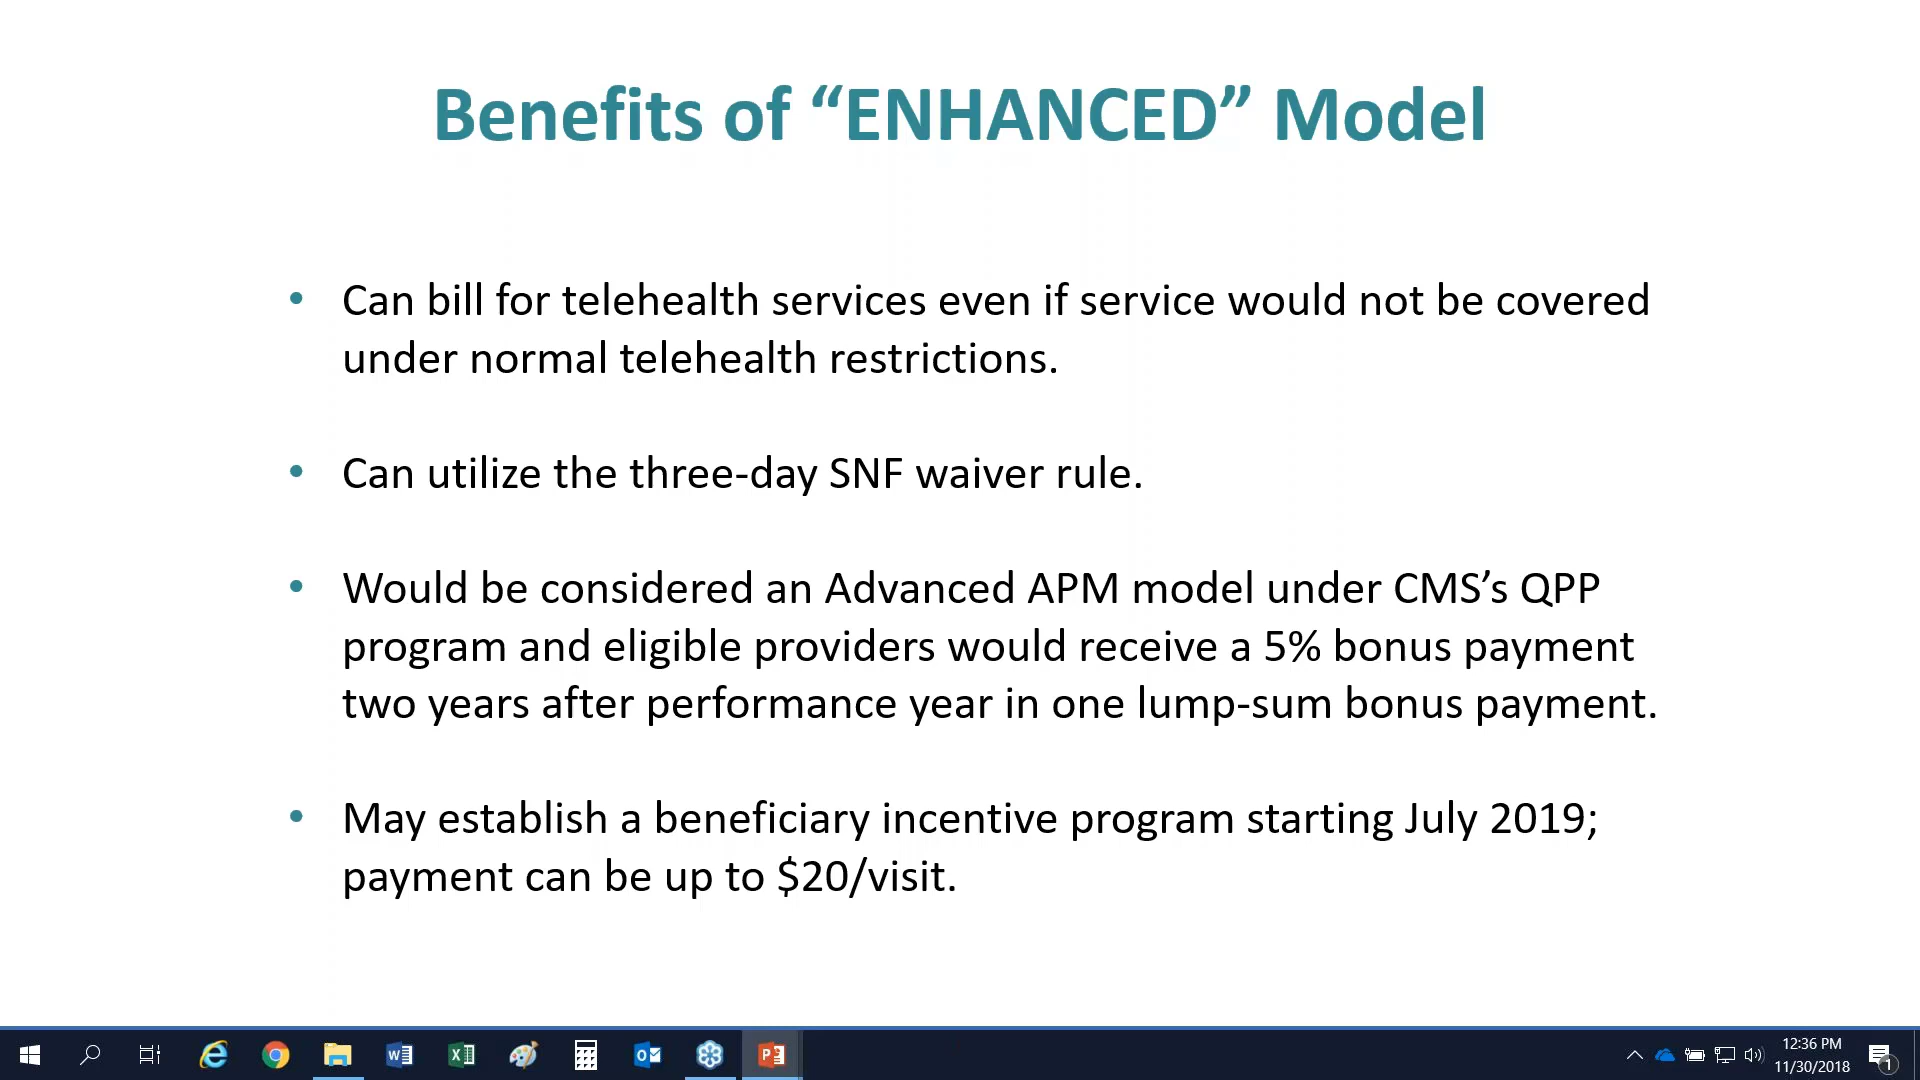 Benefits of “ENHANCED” Model
• Can bill for telehealth services even if service would not be covered
under normal telehealth restrictions.
• Can utilize the three-day SNF waiver rule.
• Would be considered an Advanced APM model under CMS’s QPP
program and eligible providers would receive a 5% bonus payment
two years after performance year in one lump-sum bonus payment.
• May establish a beneficiary incentive program starting July 2019;
payment can be up to $20/visit.
12:36 PM
11/30/2018
1